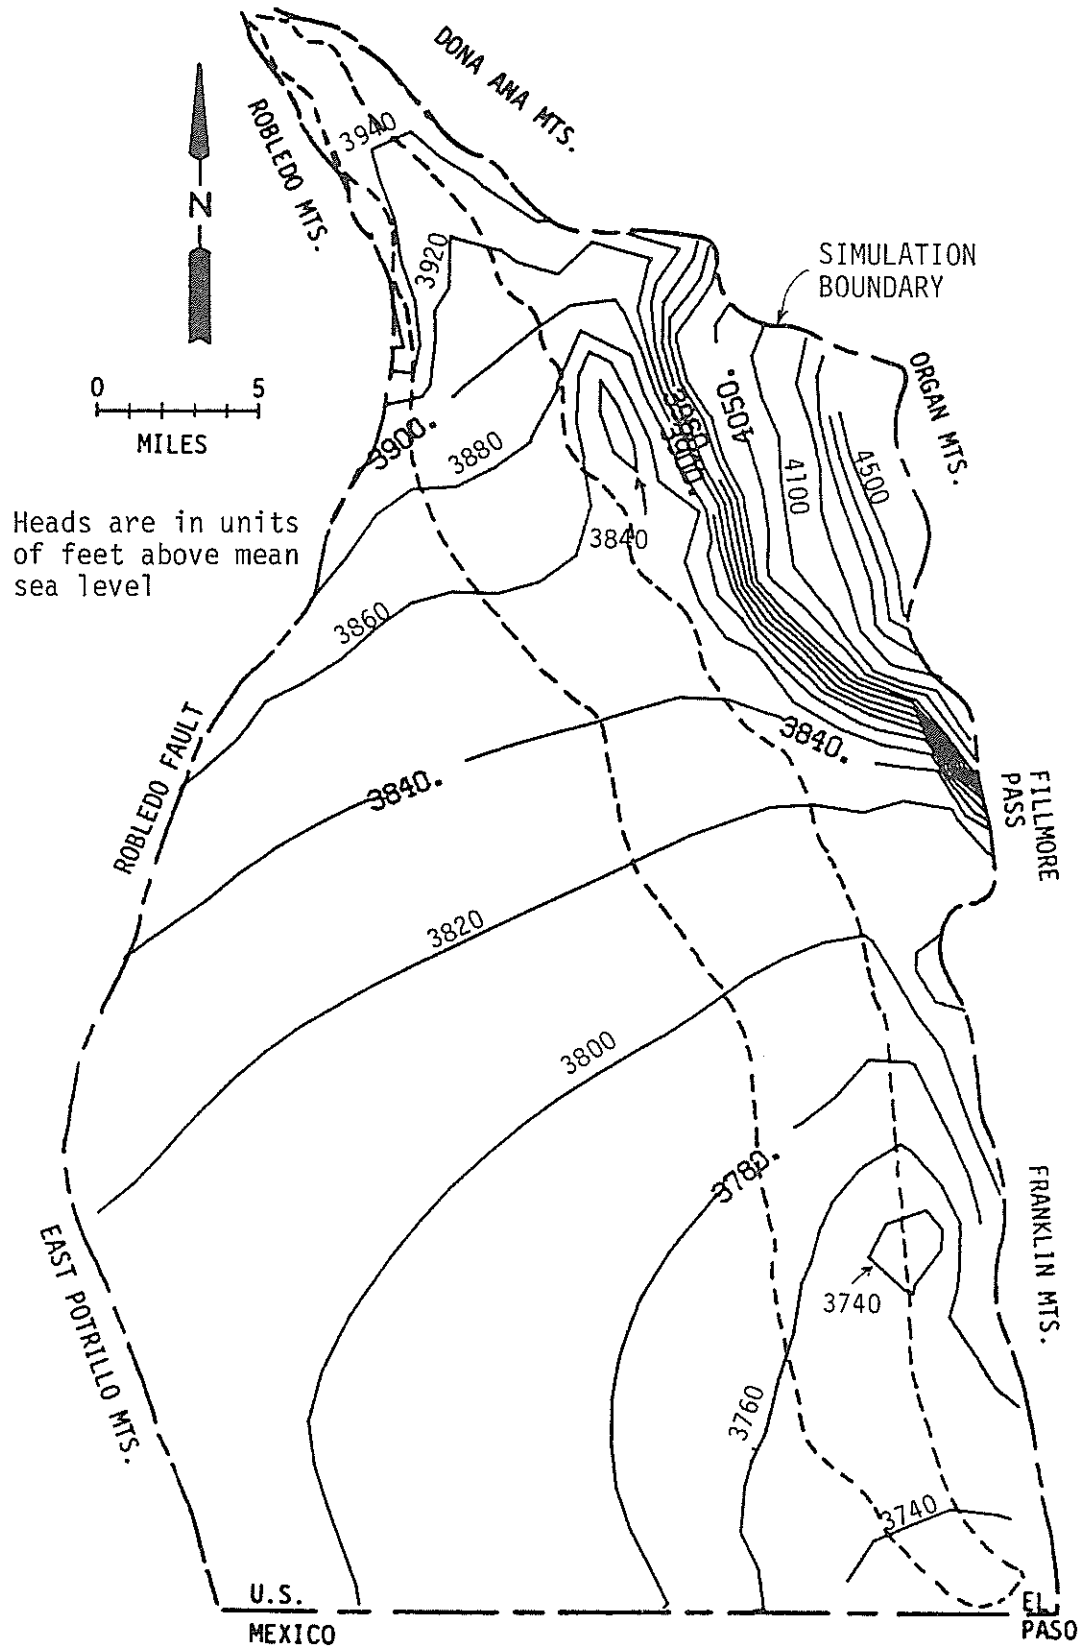 DONA ANA MTS.
ROBLEDO MTS.
N
3940
3920
SIMULATION
BOUNDARY
0 5
MILES
ORGAN MTS.
3900.
3880
3960.
3900.
4050.
4100
4500
Heads are in units
of feet above mean
sea level
3840
3860
ROBLEDO FAULT
3840.
3840.
FILLMORE
PASS
3820
3800
3780.
EAST POTRILLO MTS.
FRANKLIN MTS.
3740
3760
3740
U.S.
MEXICO
EL
PASO